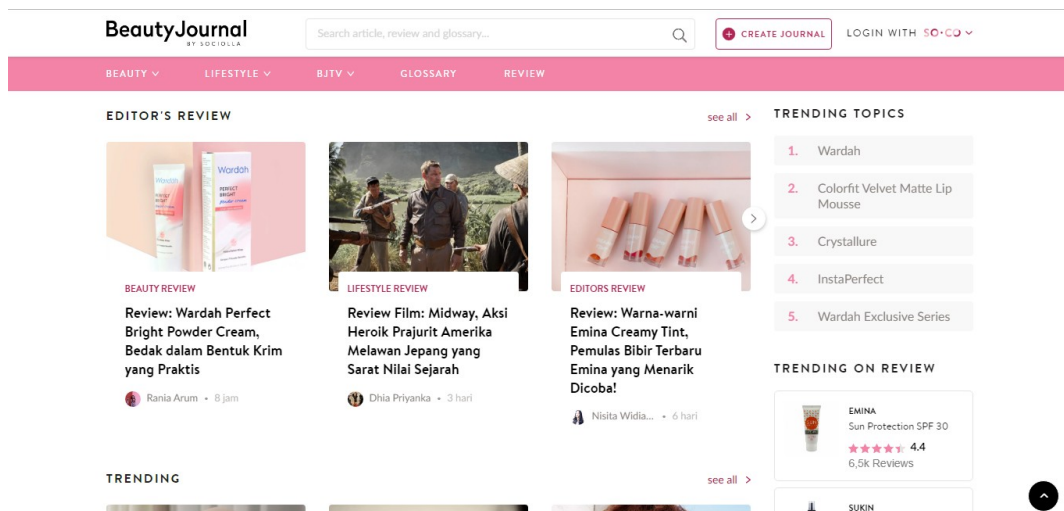 BeautyJournal
BY SOCIOLLA
Search article, review and glossary...
CREATE JOURNAL
LOGIN WITH SO•CO
BEAUTY
LIFESTYLE
BJTV
GLOSSARY
REVIEW
EDITOR'S REVIEW
see all
Wardah
Wardah
PERFECT
BRIGHT
powder cream
BEAUTY REVIEW
Review: Wardah Perfect
Bright Powder Cream,
Bedak dalam Bentuk Krim
yang Praktis
Rania Arum • 8 jam
LIFESTYLE REVIEW
Review Film: Midway, Aksi
Heroik Prajurit Amerika
Melawan Jepang yang
Sarat Nilai Sejarah
Dhia Priyanka • 3 hari
EDITORS REVIEW
Review: Warna-warni
Emina Creamy Tint,
Pemulas Bibir Terbaru
Emina yang Menarik
Dicoba!
Nisita Widia... • 6 hari
TRENDING
see all
TRENDING TOPICS
1. Wardah
2. Colorfit Velvet Matte Lip
Mousse
3. Crystallure
4. InstaPerfect
5. Wardah Exclusive Series
TRENDING ON REVIEW
EMINA
Sun Protection SPF 30
4.4
6,5k Reviews
SUKIN